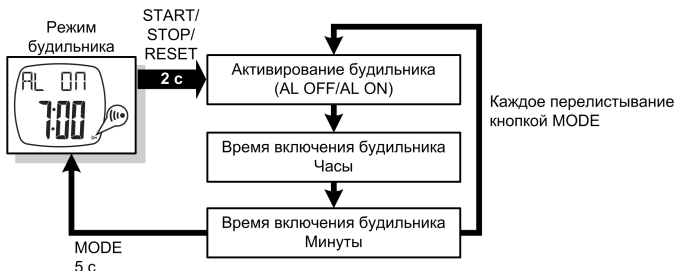 Режим
будильника
START/
STOP/
RESET
2 с
AL ON
7:00
Активирование будильника
(AL OFF/AL ON)
Время включения будильника
Часы
Время включения будильника
Минуты
Каждое перелистывание
кнопкой MODE
MODE
5 с